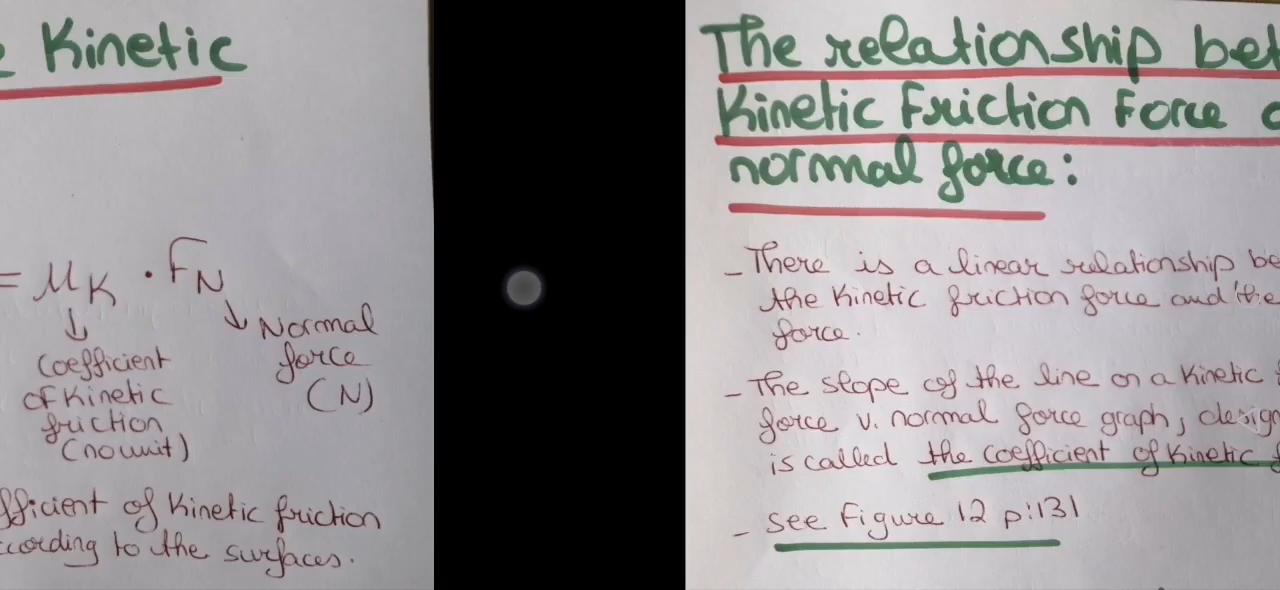 Kinetic
= μK . FN
Normal
force
(N)
Coefficient
of Kinetic
friction
(no unit)
fficient of Kinetic friction
ccording to the surfaces.
The relationship bet
Kinetic Friction Force
normal force:
- There is a linear relationship be
the Kinetic friction force and the
force.
- The slope of the line on a Kinetic
force v. normal force graph, design
is called the coefficient of Kinetic
- see Figure 12 p:131